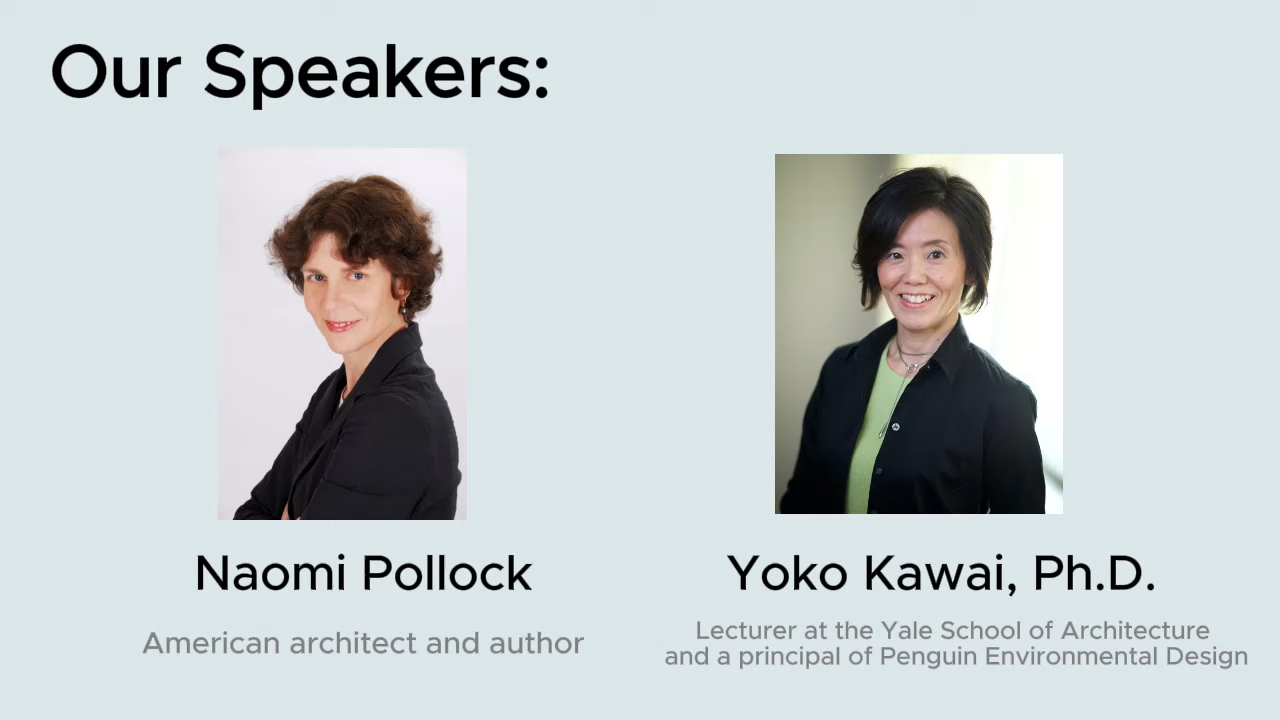 Our Speakers:
Naomi Pollock
American architect and author
Yoko Kawai, Ph.D.
Lecturer at the Yale School of Architecture
and a principal of Penguin Environmental Design